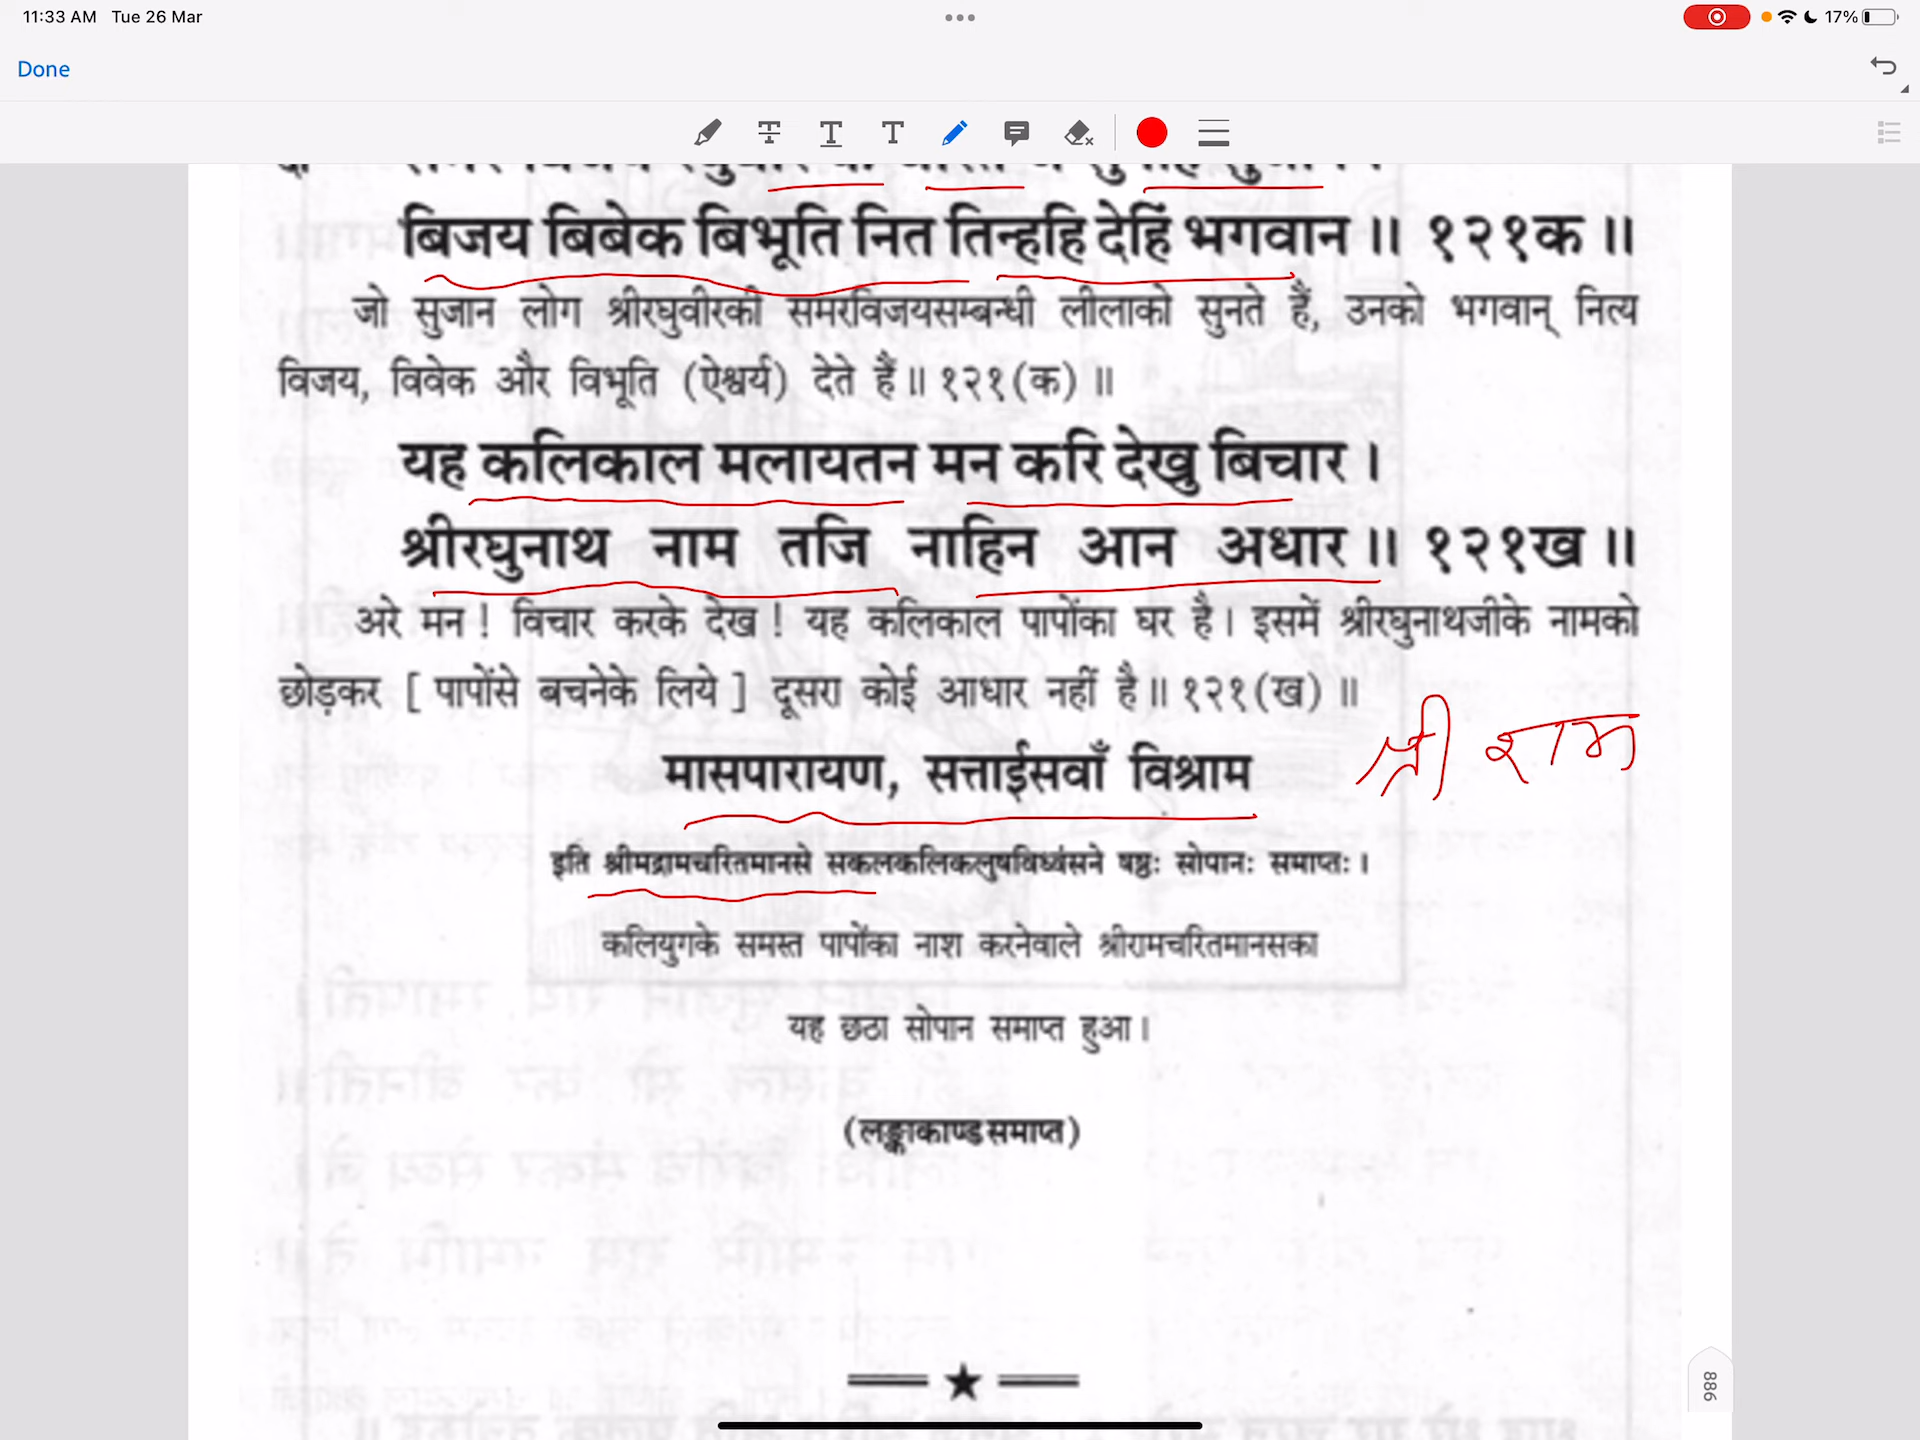 11:33 AM Tue 26 Mar
17%
Done
बिजय बिबेक बिभूति नित तिन्हहि देहिं भगवान ॥ १२१क ॥
जो सुजान लोग श्रीरघुवीरकी समरविजयसम्बन्धी लीलाको सुनते हैं, उनको भगवान् नित्य
विजय, विवेक और विभूति (ऐश्वर्य) देते हैं॥ १२१(क)॥
यह कलिकाल मलायतन मन करि देखु बिचार।
श्रीरघुनाथ नाम तजि नाहिन आन अधार॥ १२१ख॥
अरे मन! विचार करके देख! यह कलिकाल पापोंका घर है। इसमें श्रीरघुनाथजीके नामको
छोड़कर [ पापोंसे बचनेके लिये ] दूसरा कोई आधार नहीं है॥ १२१(ख)॥
श्री राम
मासपारायण, सत्ताईसवाँ विश्राम
इति श्रीमद्रामचरितमानसे सकलकलिकलुषविध्वंसने षष्ठः सोपानः समाप्तः।
कलियुगके समस्त पापोंका नाश करनेवाले श्रीरामचरितमानसका
यह छठा सोपान समाप्त हुआ।
(लङ्काकाण्ड समाप्त)
886